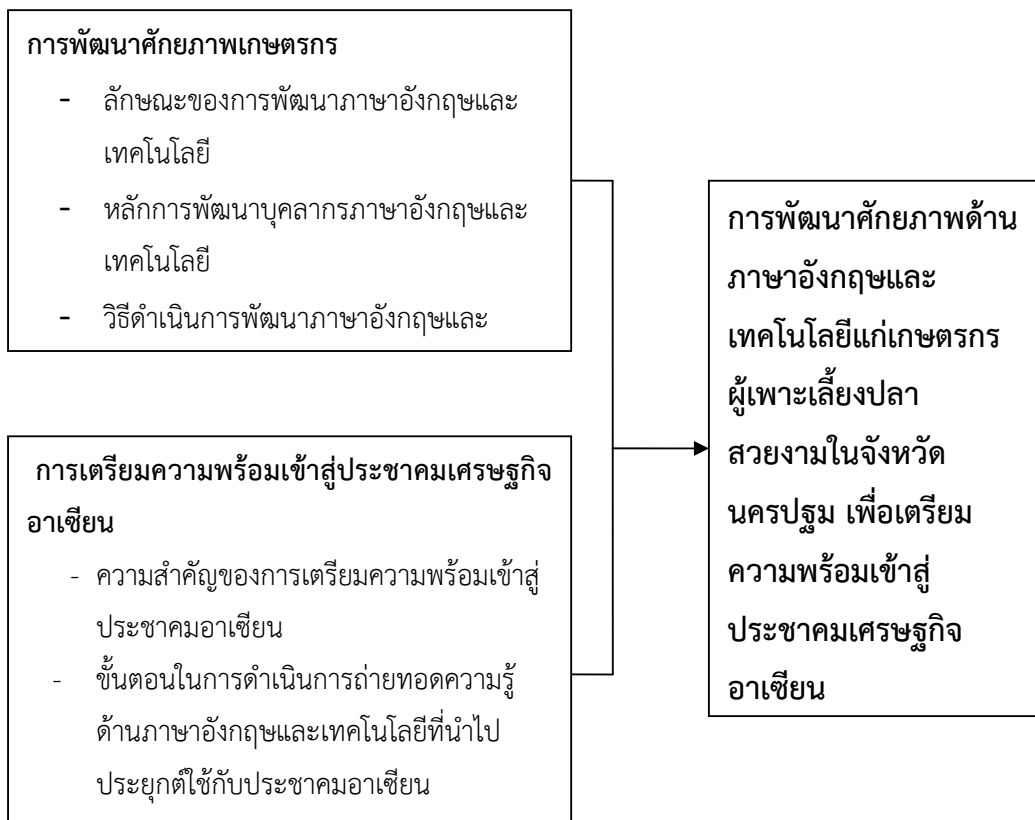 การพัฒนาศักยภาพเกษตรกร
- ลักษณะของการพัฒนาภาษาอังกฤษและ
เทคโนโลยี
- หลักการพัฒนาบุคลากรภาษาอังกฤษและ
เทคโนโลยี
- วิธีดำเนินการพัฒนาภาษาอังกฤษและ
การเตรียมความพร้อมเข้าสู่ประชาคมเศรษฐกิจ
อาเซียน
- ความสำคัญของการเตรียมความพร้อมเข้าสู่
ประชาคมอาเซียน
- ขั้นตอนในการดำเนินการถ่ายทอดความรู้
ด้านภาษาอังกฤษและเทคโนโลยีที่นำไป
ประยุกต์ใช้กับประชาคมอาเซียน
การพัฒนาศักยภาพด้าน
ภาษาอังกฤษและ
เทคโนโลยีแก่เกษตรกร
ผู้เพาะเลี้ยงปลา
สวยงามในจังหวัด
นครปฐม เพื่อเตรียม
ความพร้อมเข้าสู่
ประชาคมเศรษฐกิจ
อาเซียน